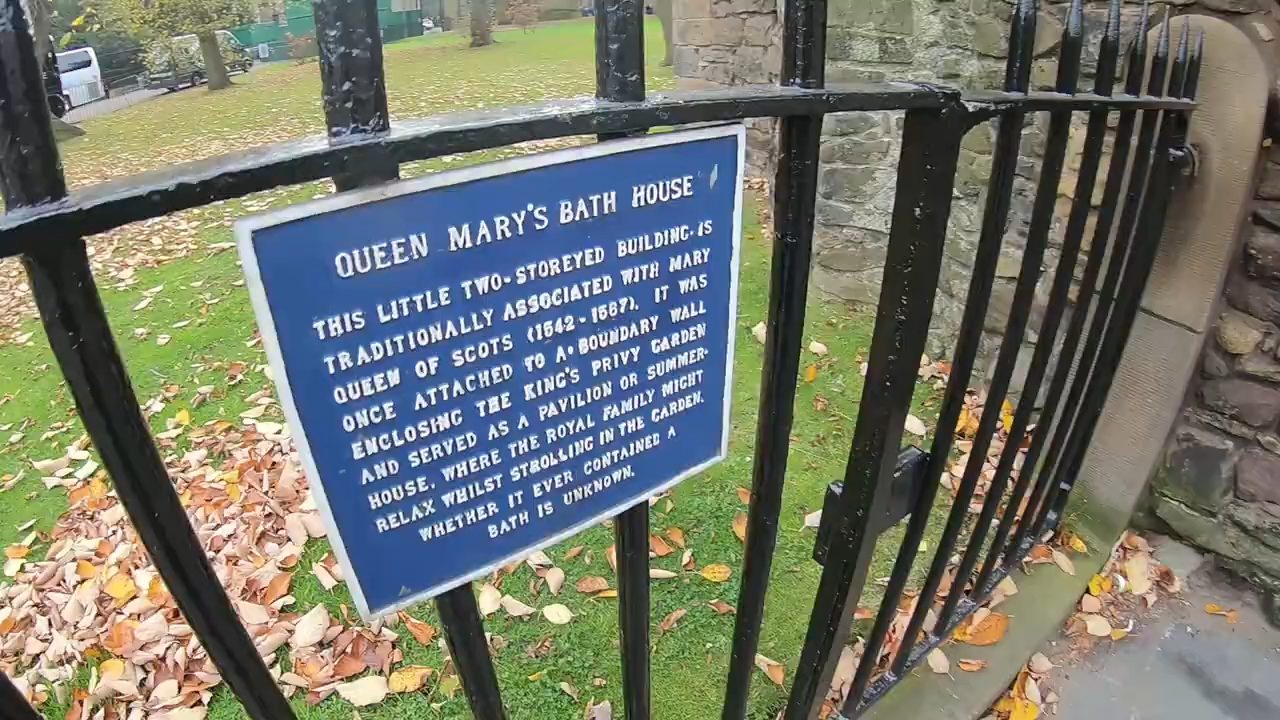 QUEEN MARY'S BATH HOUSE
THIS LITTLE TWO-STOREYED BUILDING IS
TRADITIONALLY ASSOCIATED WITH MARY
QUEEN OF SCOTS (1542-1567). IT WAS
ONCE ATTACHED TO A BOUNDARY WALL
ENCLOSING THE KING'S PRIVY GARDEN
AND SERVED AS A PAVILION OR SUMMER-
HOUSE, WHERE THE ROYAL FAMILY MIGHT
RELAX WHILST STROLLING IN THE GARDEN.
WHETHER IT EVER CONTAINED A
BATH IS UNKNOWN.